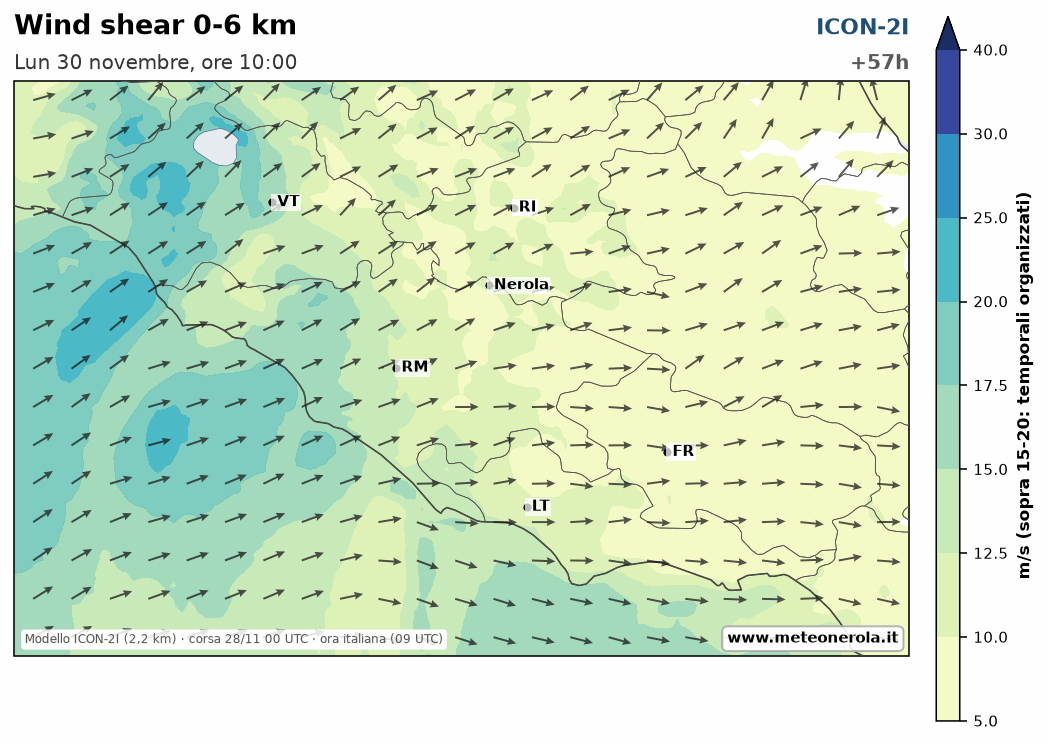 Wind shear 0-6 km
ICON-2I
Lun 30 novembre, ore 10:00
+57h
VT
RI
Nerola
RM
FR
LT
Modello ICON-2I (2,2 km) · corsa 28/11 00 UTC · ora italiana (09 UTC)
www.meteonerola.it
40.0
30.0
25.0
20.0
17.5
15.0
12.5
10.0
5.0
m/s (sopra 15-20: temporali organizzati)